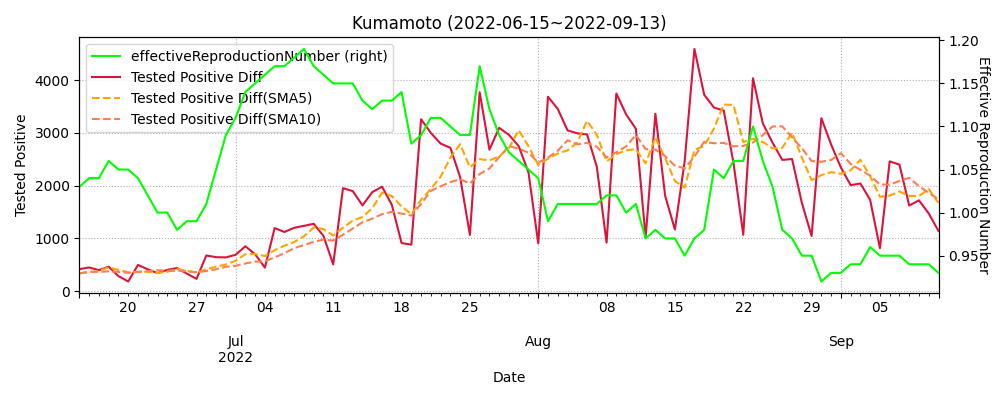 Kumamoto (2022-06-15~2022-09-13)
effectiveReproductionNumber (right)
Tested Positive Diff
Tested Positive Diff(SMA5)
Tested Positive Diff(SMA10)
Tested Positive
4000
3000
2000
1000
0
1.20
1.15
1.10
1.05
1.00
0.95
Effective Reproduction Number
20 27 04 11 18 25 08 15 22 29 05
Jul Aug Sep
2022
Date